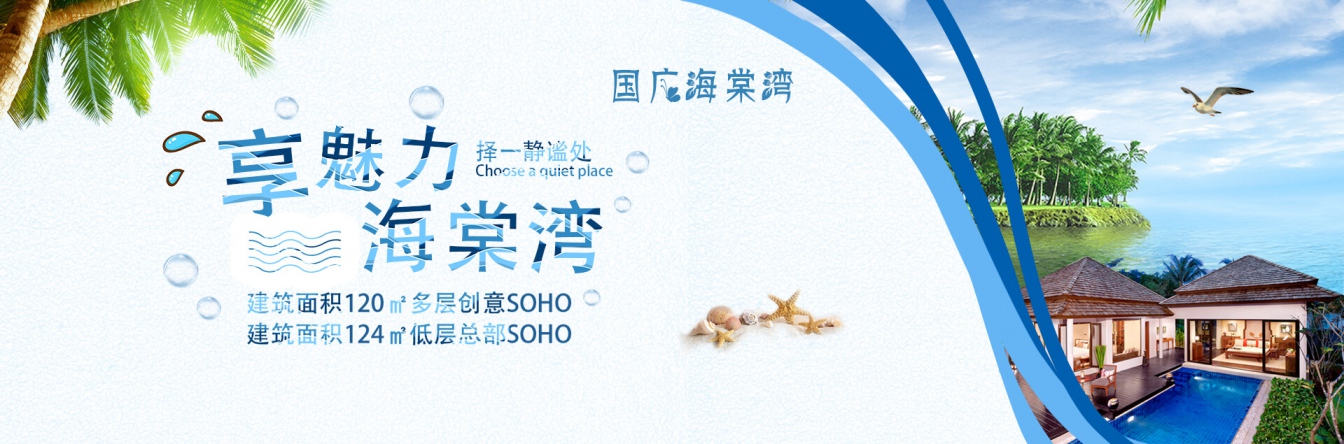 国广海棠湾
享魅力
择一静谧处
Choose a quiet place
海棠湾
建筑面积120㎡多层创意SOHO
建筑面积124㎡低层总部SOHO